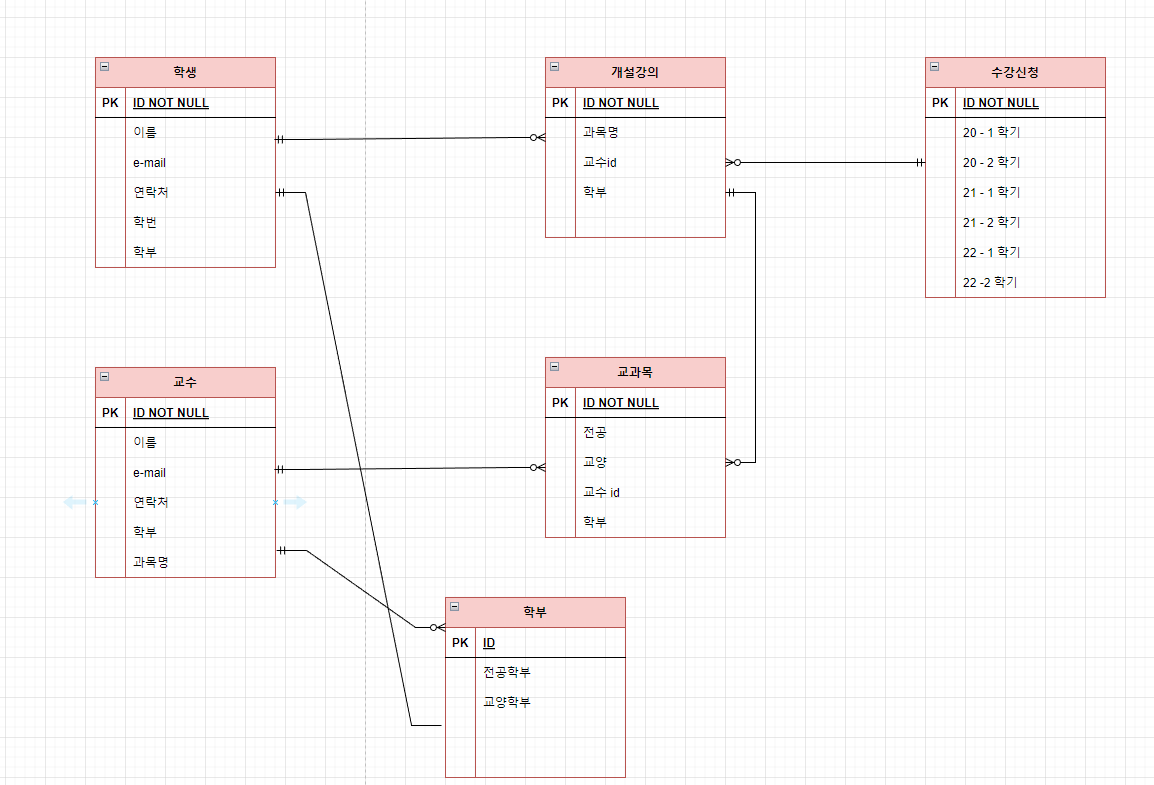 학생
PK ID NOT NULL
이름
e-mail
연락처
학번
학부
개설강의
PK ID NOT NULL
과목명
교수id
학부
수강신청
PK ID NOT NULL
20 - 1 학기
20 - 2 학기
21 - 1 학기
21 - 2 학기
22 - 1 학기
22 -2 학기
교수
PK ID NOT NULL
이름
e-mail
연락처
학부
과목명
교과목
PK ID NOT NULL
전공
교양
교수 id
학부
학부
PK ID
전공학부
교양학부